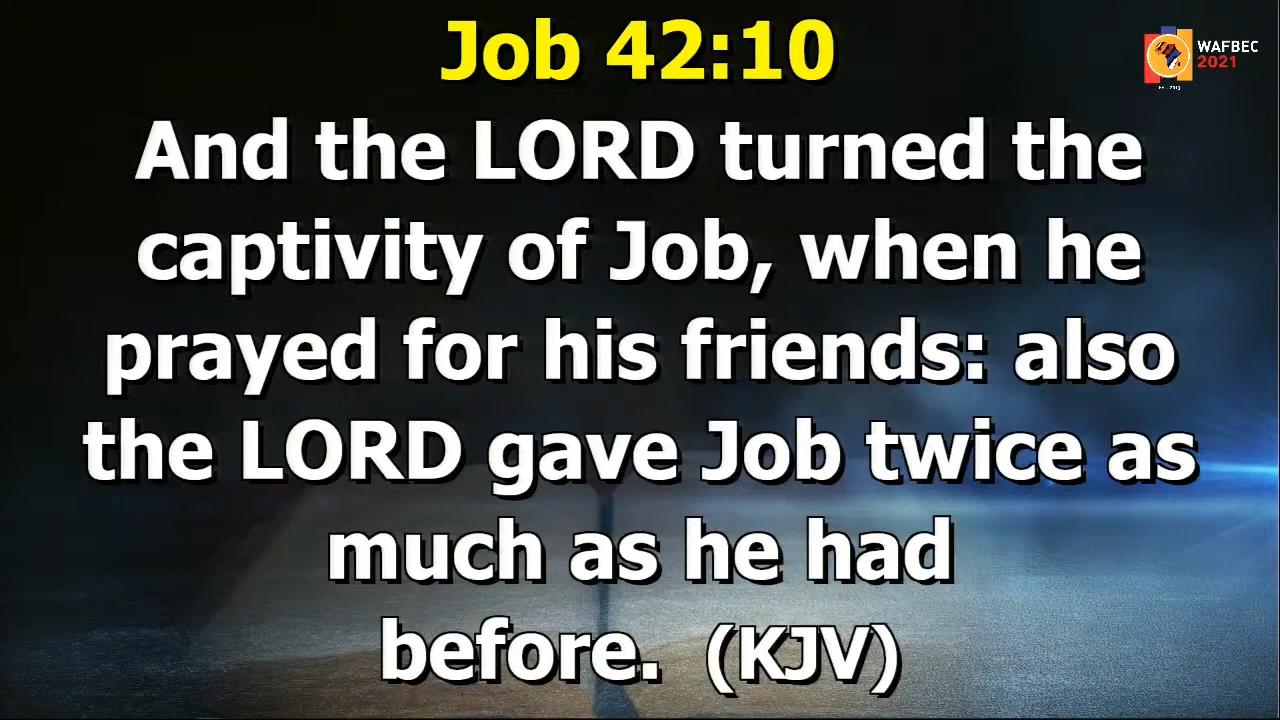 Job 42:10
WAFBEC
2021
And the LORD turned the
captivity of Job, when he
prayed for his friends: also
the LORD gave Job twice as
much as he had
before. (KJV)